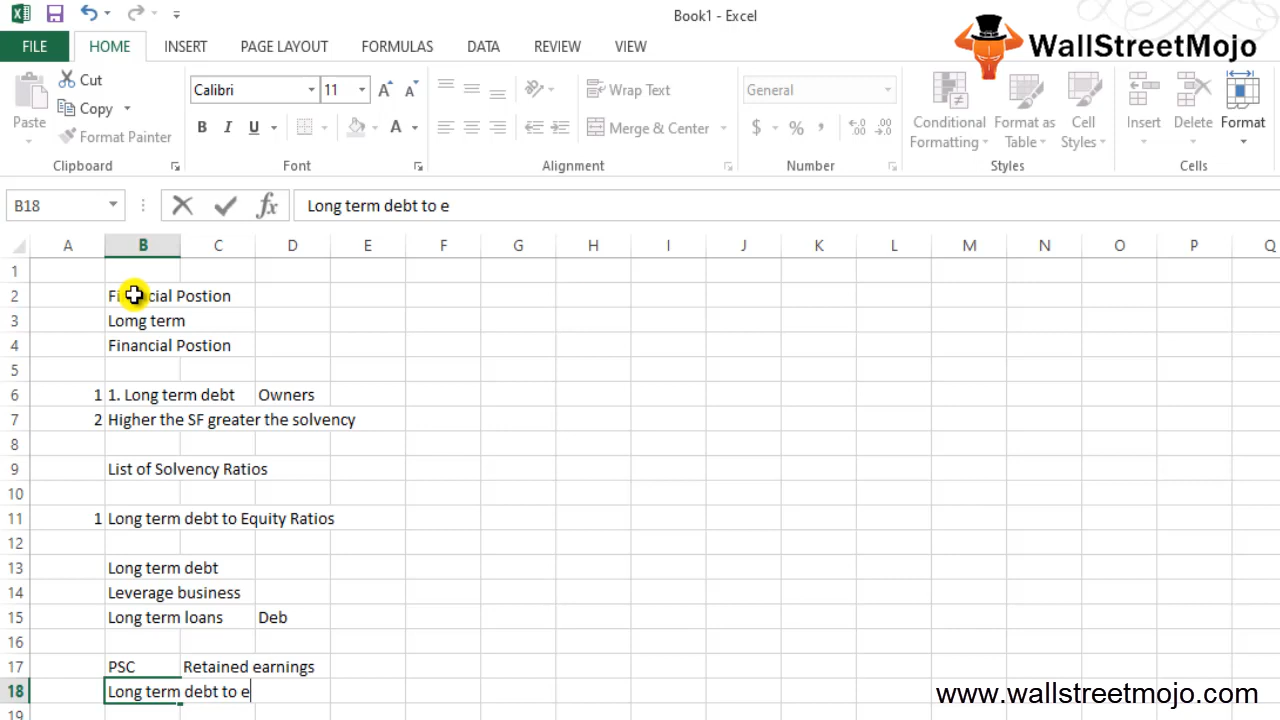 Book1 - Excel
WallStreetMojo
FILE HOME INSERT PAGE LAYOUT FORMULAS DATA REVIEW VIEW
Paste
Cut
Copy
Format Painter
Clipboard
Calibri 11
B I U A
Font
Wrap Text
Merge & Center
Alignment
General
$ % ,
Number
Conditional Formatting
Format as Table
Cell Styles
Styles
Insert Delete Format
Cells
B18 fx Long term debt to e
A B C D E F G H I J K L M N O P Q
1
2 Financial Postion
3 Lomg term
4 Financial Postion
5
6 1 1. Long term debt Owners
7 2 Higher the SF greater the solvency
8
9 List of Solvency Ratios
10
11 1 Long term debt to Equity Ratios
12
13 Long term debt
14 Leverage business
15 Long term loans Deb
16
17 PSC Retained earnings
18 Long term debt to e
19
www.wallstreetmojo.com